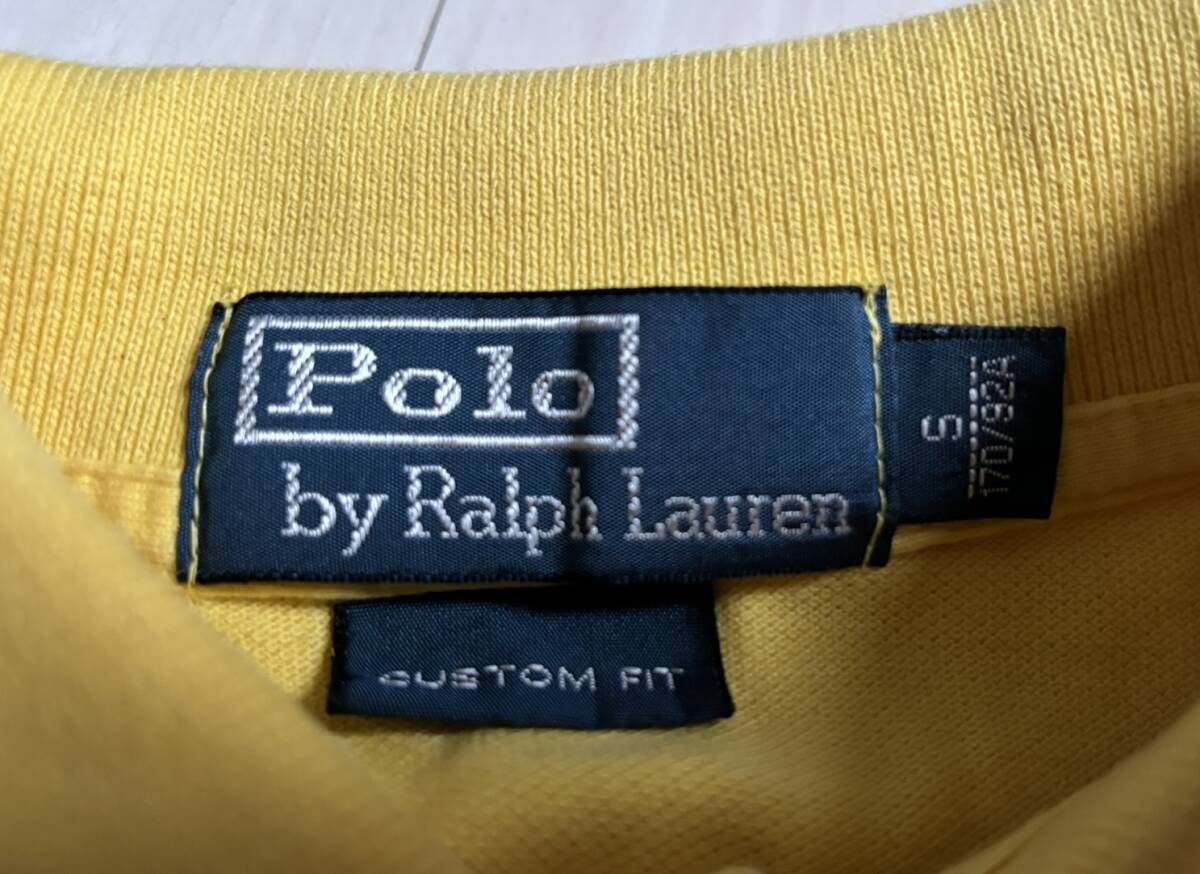 Polo
by Ralph Lauren
S
170/92A
CUSTOM FIT